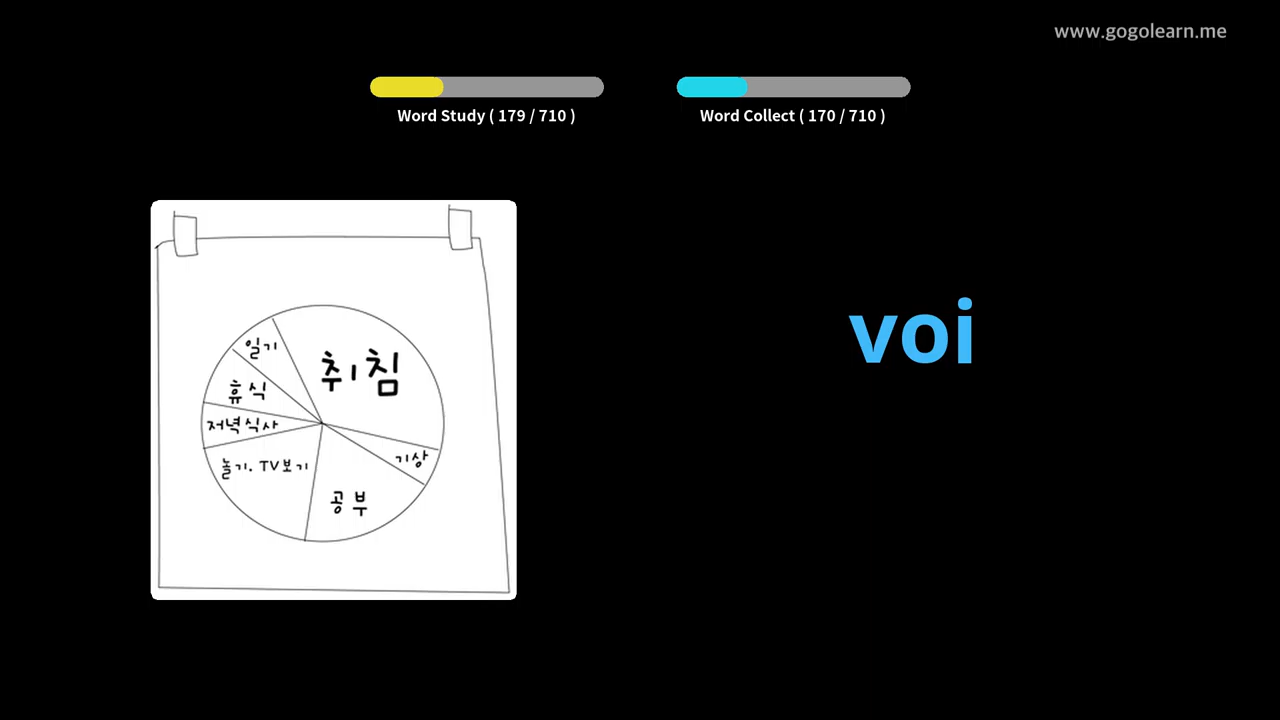 www.gogolearn.me
Word Study ( 179 / 710 )
Word Collect ( 170 / 710 )
voi
일기
취침
휴식
저녁식사
놀기. TV보기
기상
공부